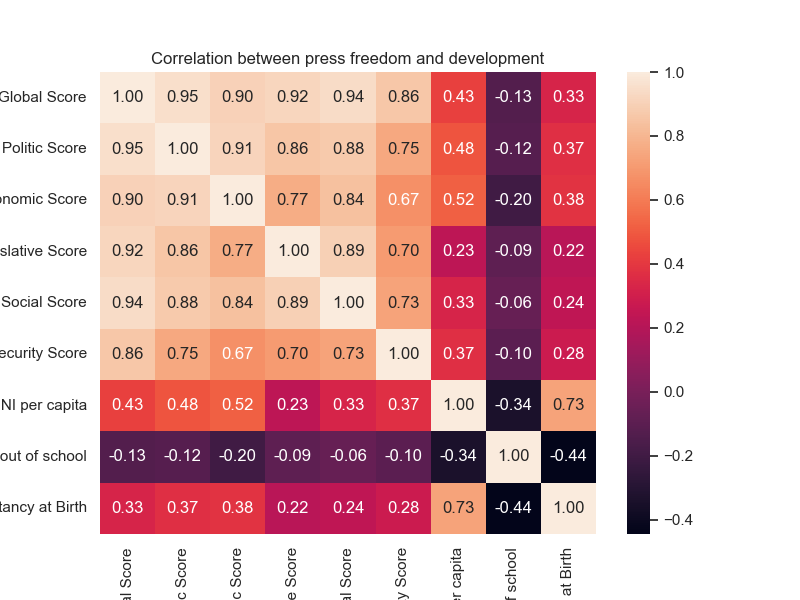 Correlation between press freedom and development
Global Score 1.00 0.95 0.90 0.92 0.94 0.86 0.43 -0.13 0.33
Politic Score 0.95 1.00 0.91 0.86 0.88 0.75 0.48 -0.12 0.37
onomic Score 0.90 0.91 1.00 0.77 0.84 0.67 0.52 -0.20 0.38
slative Score 0.92 0.86 0.77 1.00 0.89 0.70 0.23 -0.09 0.22
Social Score 0.94 0.88 0.84 0.89 1.00 0.73 0.33 -0.06 0.24
ecurity Score 0.86 0.75 0.67 0.70 0.73 1.00 0.37 -0.10 0.28
NI per capita 0.43 0.48 0.52 0.23 0.33 0.37 1.00 -0.34 0.73
out of school -0.13 -0.12 -0.20 -0.09 -0.06 -0.10 -0.34 1.00 -0.44
tancy at Birth 0.33 0.37 0.38 0.22 0.24 0.28 0.73 -0.44 1.00
al Score
c Score
c Score
e Score
al Score
y Score
er capita
f school
at Birth
1.0
0.8
0.6
0.4
0.2
0.0
−0.2
−0.4